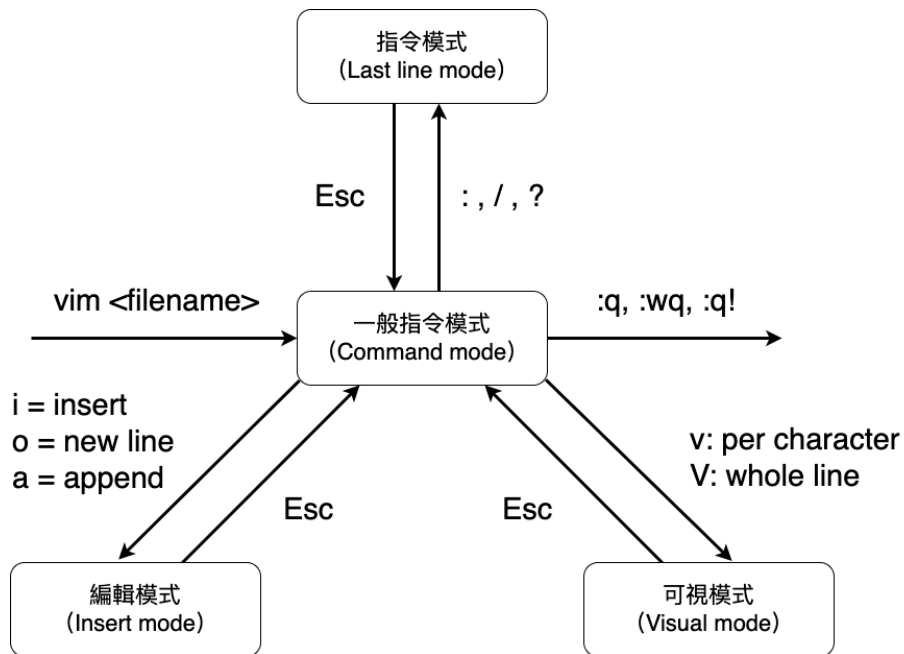 指令模式
（Last line mode）
Esc
: , / , ?
vim <filename>
:q, :wq, :q!
一般指令模式
（Command mode）
i = insert
o = new line
a = append
v: per character
V: whole line
Esc
Esc
編輯模式
（Insert mode）
可視模式
（Visual mode）